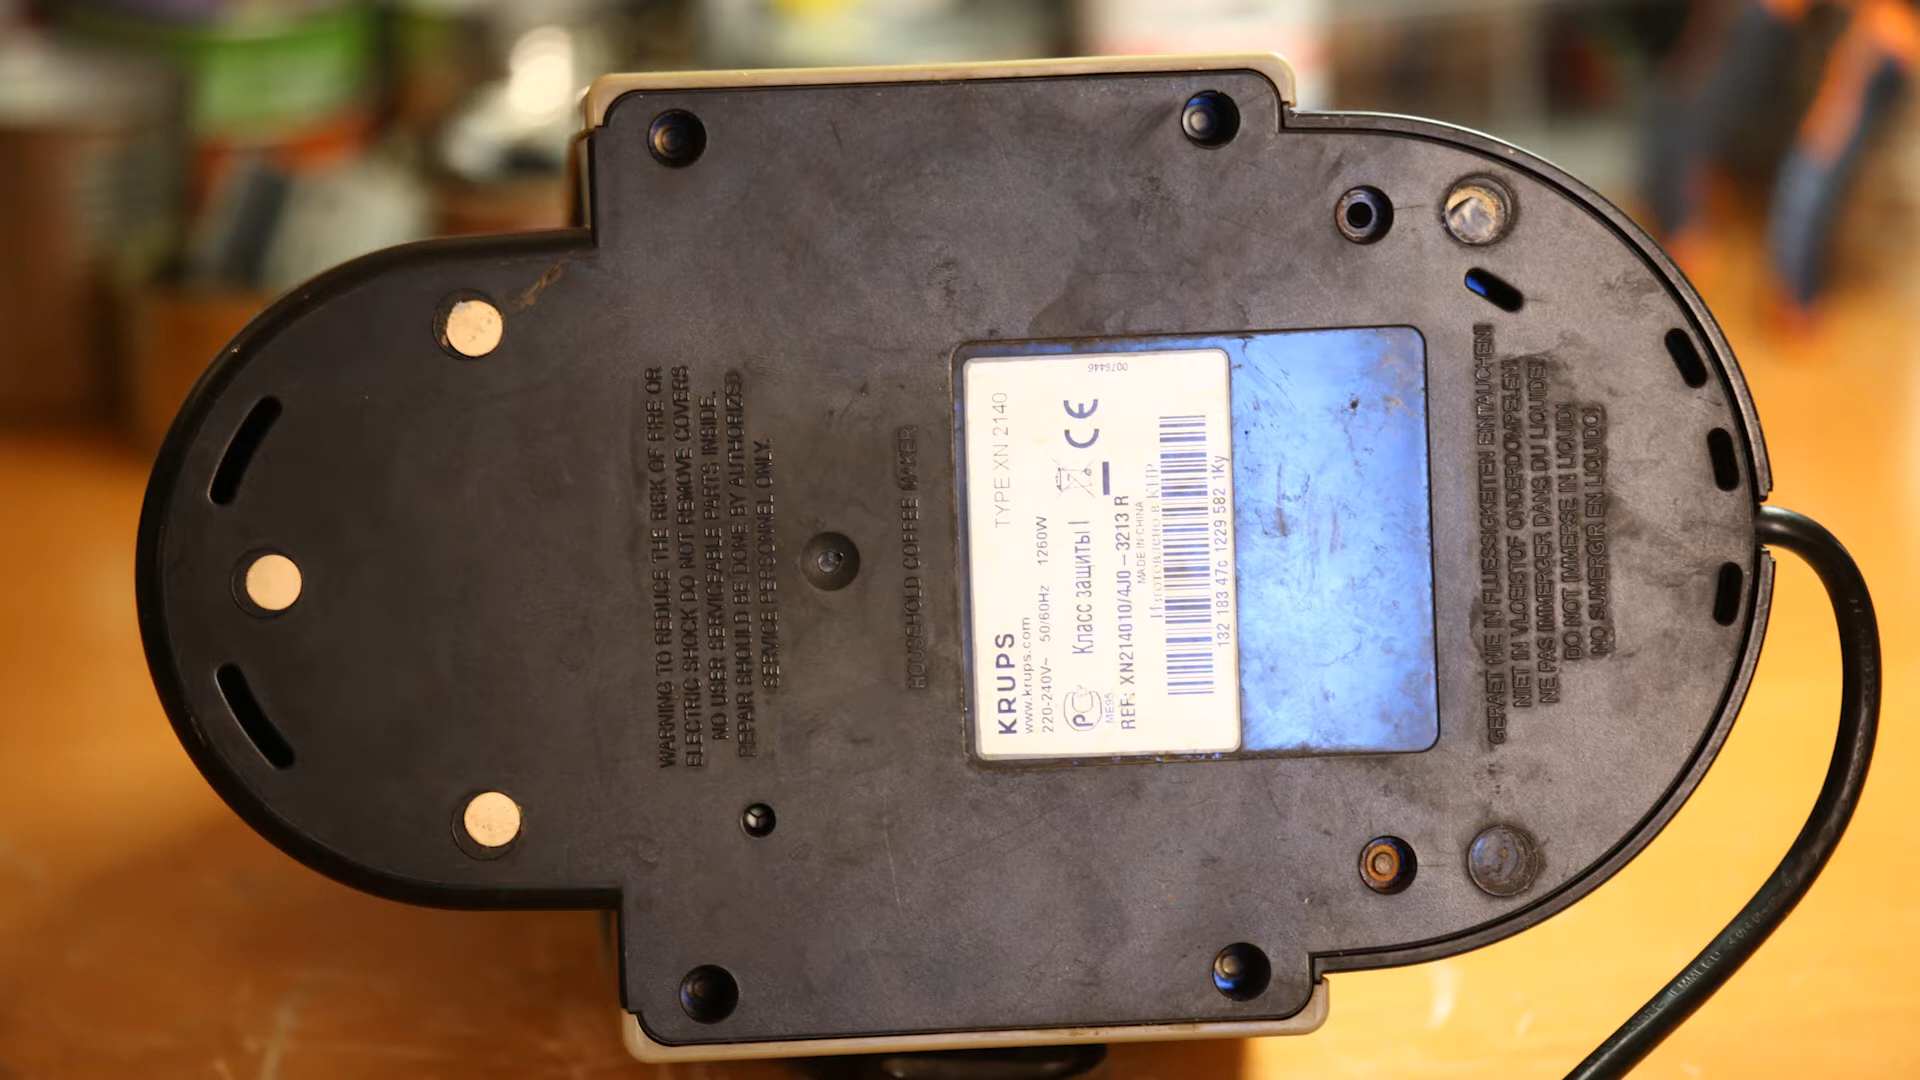 WARNING TO REDUCE THE RISK OF FIRE OR
ELECTRIC SHOCK DO NOT REMOVE COVERS
NO USER SERVICEABLE PARTS INSIDE.
REPAIR SHOULD BE DONE BY AUTHORIZED
SERVICE PERSONNEL ONLY.
HOUSEHOLD COFFEE MAKER
KRUPS TYPE XN 2140
www.krups.com
220-240V~ 50/60Hz 1260W
Класс защиты I
ME95
REF: XN214010/4J0-3213 R
MADE IN CHINA
Изготовлено в КНР
132 183 47c 1229 582 1Ky
0076446
GERAET NIE IN FLUESSIGKEITEN EINTAUCHEN!
NIET IN VLOEISTOF ONDERDOMPELEN!
NE PAS IMMERGER DANS DU LIQUIDE!
DO NOT IMMERSE IN LIQUID!
NO SUMERGIR EN LIQUIDO!